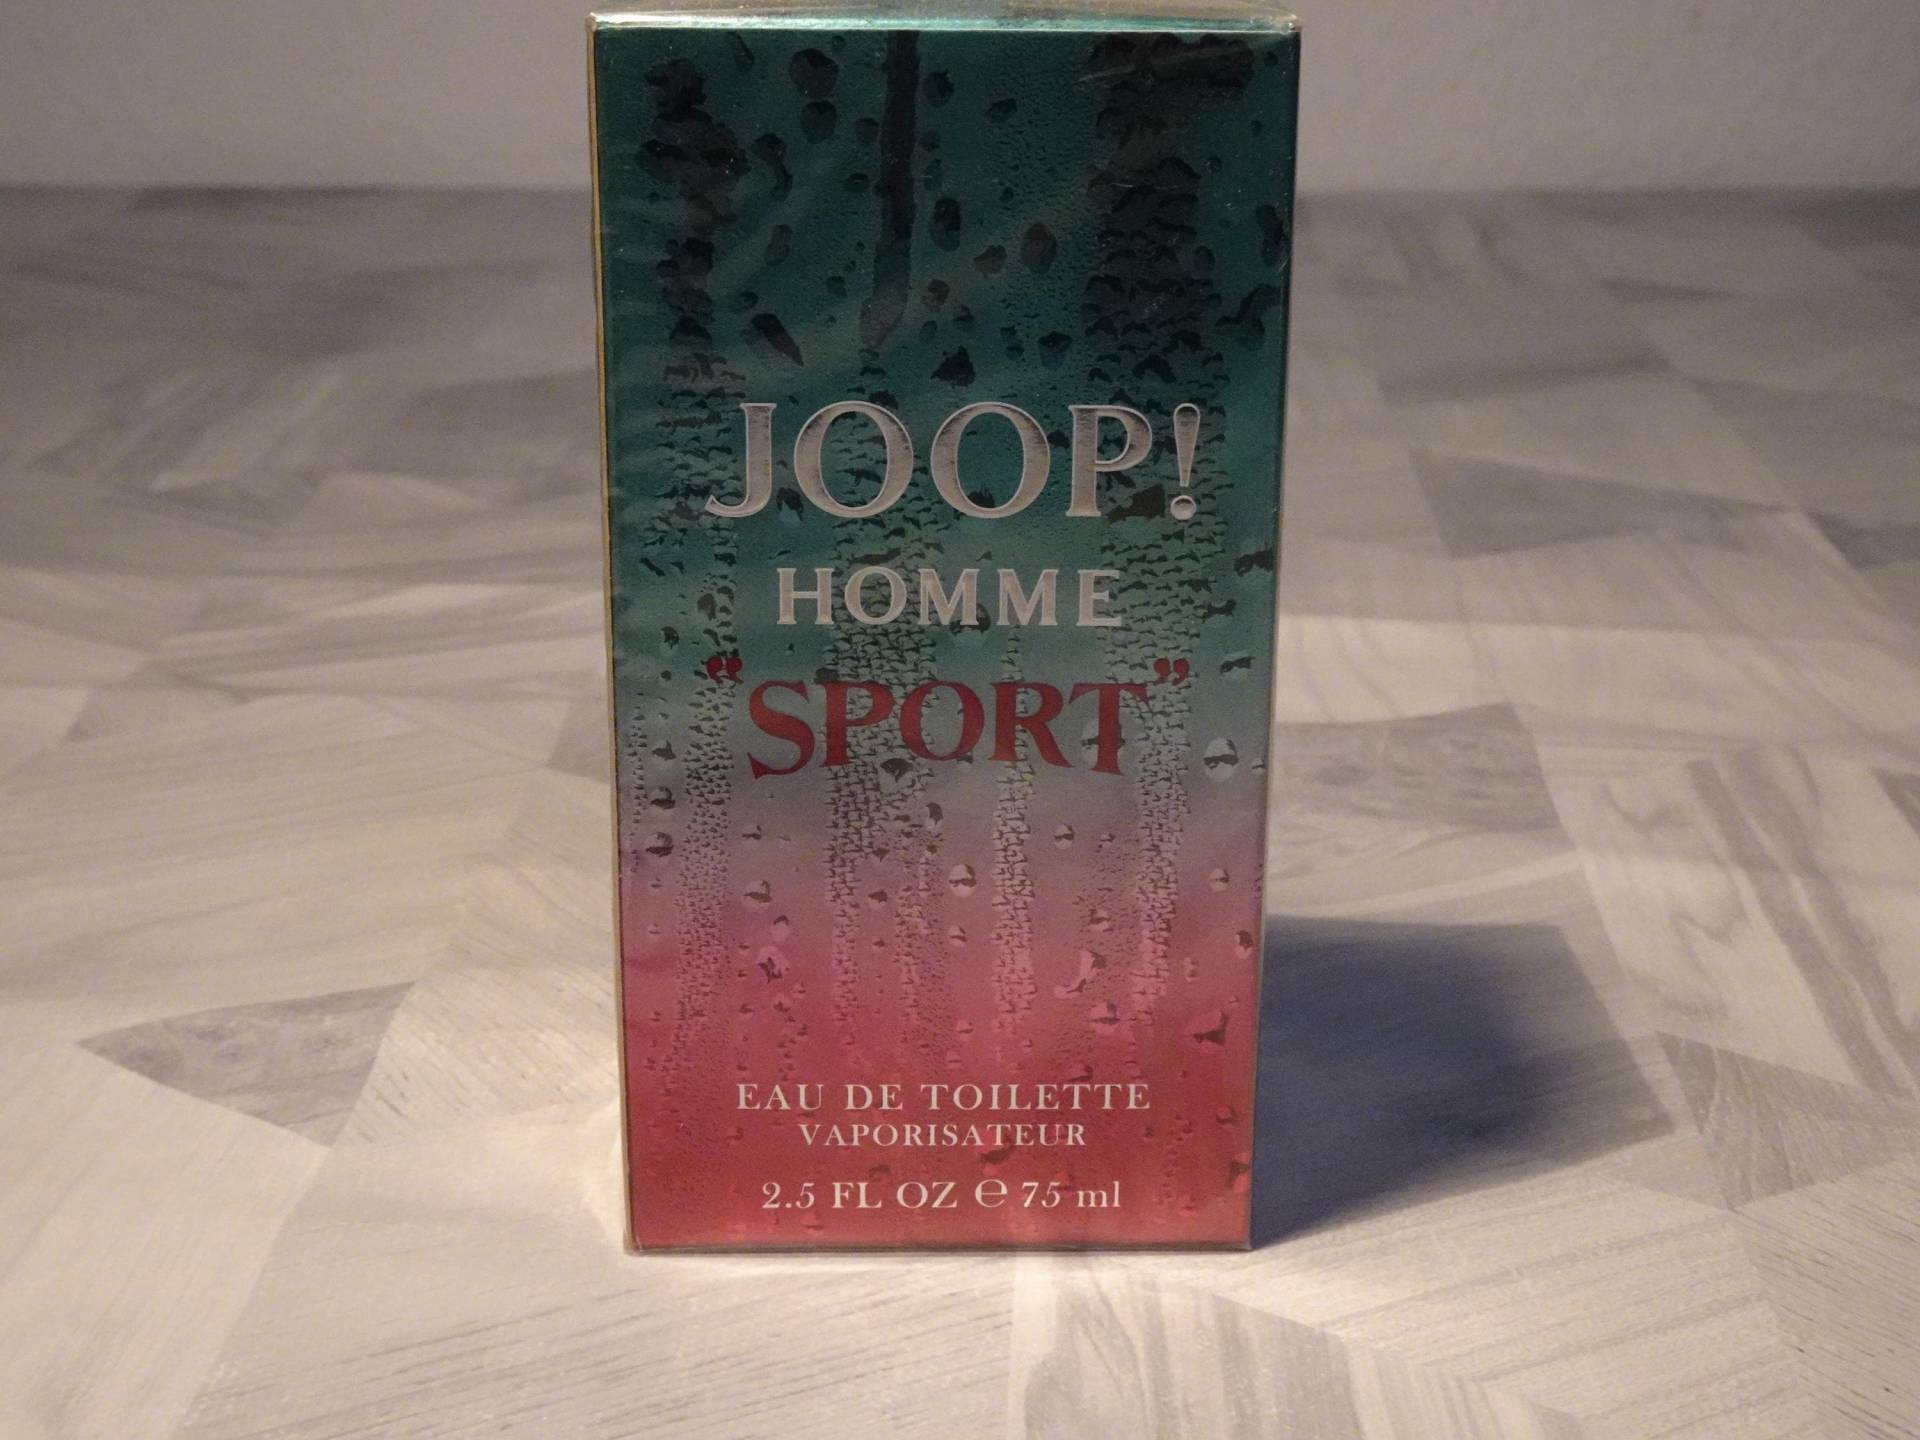 JOOP!
HOMME
“SPORT”
EAU DE TOILETTE
VAPORISATEUR
2.5 FL OZ ℮ 75 ml